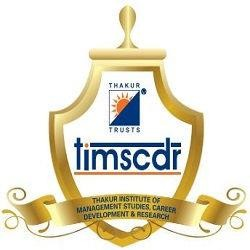 THAKUR
®
TRUSTS
timscdr
THAKUR INSTITUTE OF
MANAGEMENT STUDIES, CAREER
DEVELOPMENT & RESEARCH